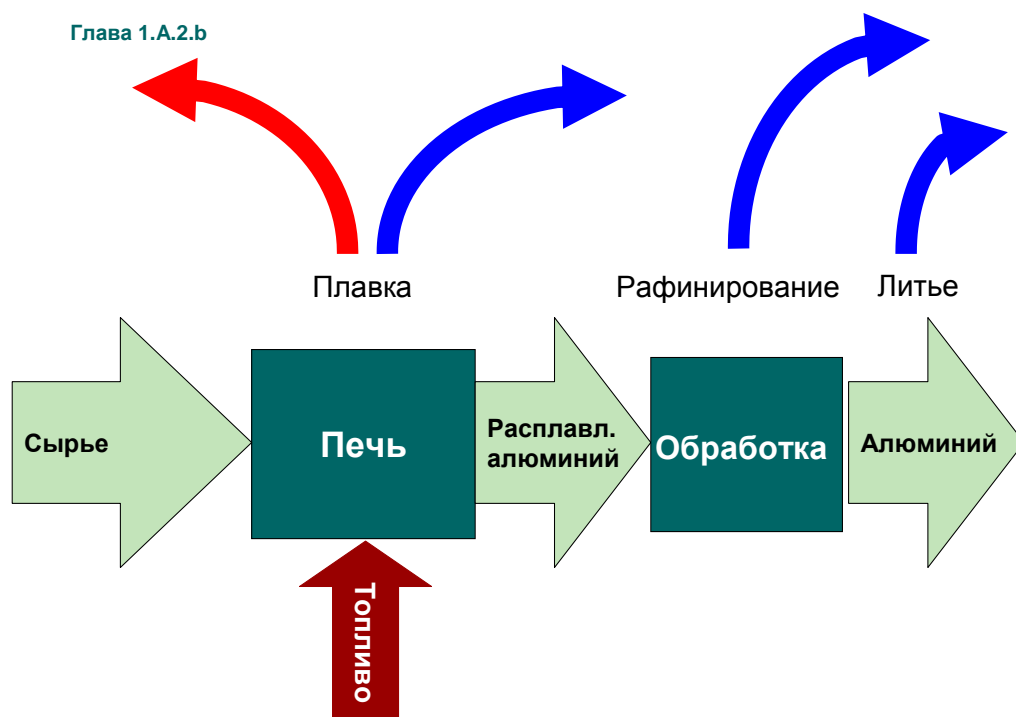 Глава 1.A.2.b
Плавка
Рафинирование
Литье
Сырье
Печь
Расплавл.
алюминий
Обработка
Алюминий
Топливо